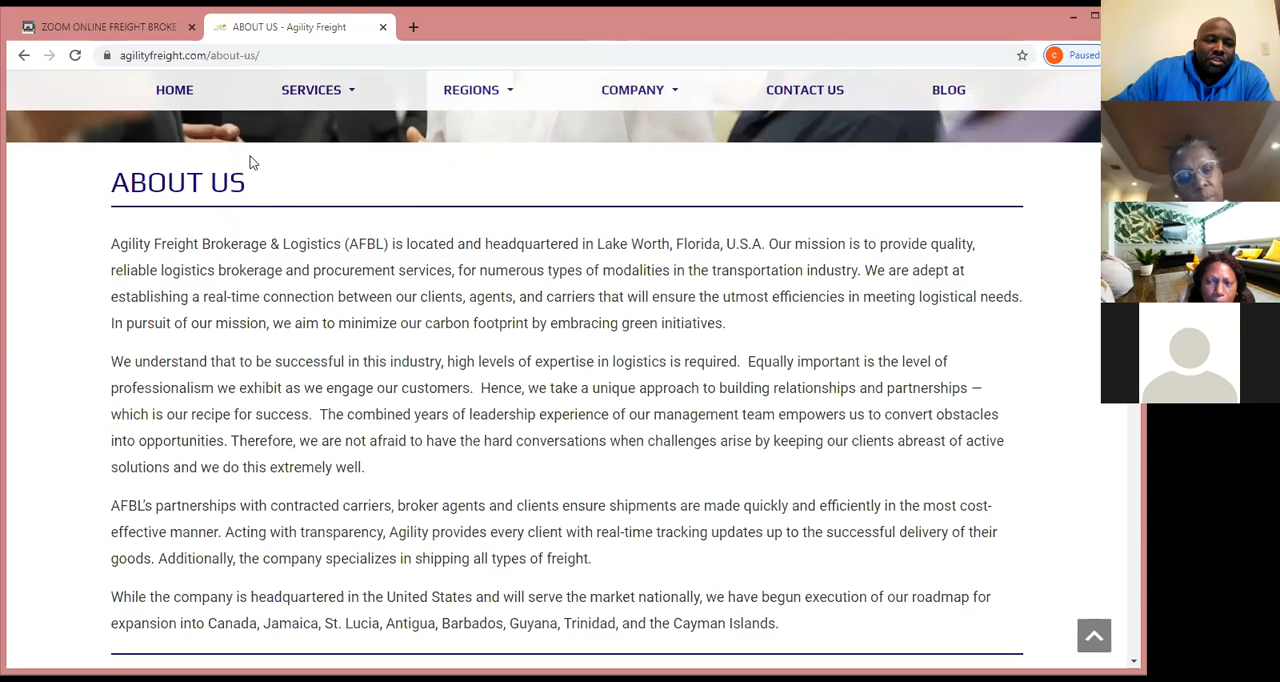 ZOOM ONLINE FREIGHT BROKE
ABOUT US - Agility Freight
agilityfreight.com/about-us/
C Paused
HOME SERVICES REGIONS COMPANY CONTACT US BLOG
ABOUT US
Agility Freight Brokerage & Logistics (AFBL) is located and headquartered in Lake Worth, Florida, U.S.A. Our mission is to provide quality,
reliable logistics brokerage and procurement services, for numerous types of modalities in the transportation industry. We are adept at
establishing a real-time connection between our clients, agents, and carriers that will ensure the utmost efficiencies in meeting logistical needs.
In pursuit of our mission, we aim to minimize our carbon footprint by embracing green initiatives.
We understand that to be successful in this industry, high levels of expertise in logistics is required. Equally important is the level of
professionalism we exhibit as we engage our customers. Hence, we take a unique approach to building relationships and partnerships —
which is our recipe for success. The combined years of leadership experience of our management team empowers us to convert obstacles
into opportunities. Therefore, we are not afraid to have the hard conversations when challenges arise by keeping our clients abreast of active
solutions and we do this extremely well.
AFBL's partnerships with contracted carriers, broker agents and clients ensure shipments are made quickly and efficiently in the most cost-
effective manner. Acting with transparency, Agility provides every client with real-time tracking updates up to the successful delivery of their
goods. Additionally, the company specializes in shipping all types of freight.
While the company is headquartered in the United States and will serve the market nationally, we have begun execution of our roadmap for
expansion into Canada, Jamaica, St. Lucia, Antigua, Barbados, Guyana, Trinidad, and the Cayman Islands.